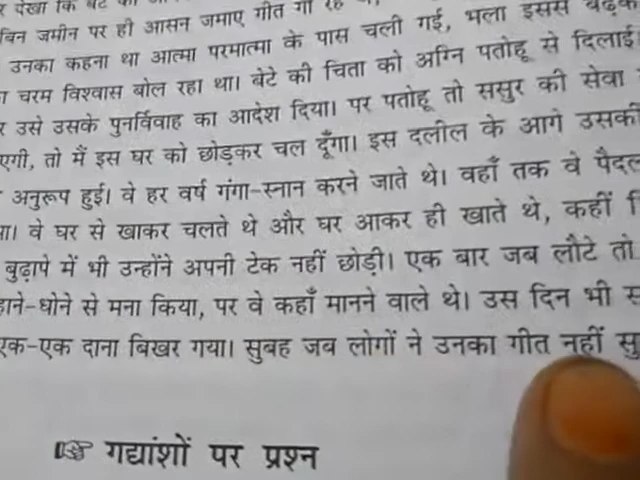 देखा कि बेटे को
जमीन पर ही आसन जमाए गीत गा रहे
उनका कहना था आत्मा परमात्मा के पास चली गई, भला इससे बढ़कर
चरम विश्वास बोल रहा था। बेटे की चिता को अग्नि पतोहू से दिलाई।
र उसे उसके पुनर्विवाह का आदेश दिया। पर पतोहू तो ससुर की सेवा
एगी, तो मैं इस घर को छोड़कर चल दूँगा। इस दलील के आगे उसकी
अनुरूप हुई। वे हर वर्ष गंगा-स्नान करने जाते थे। वहाँ तक वे पैदल
वे घर से खाकर चलते थे और घर आकर ही खाते थे, कहीं
बुढ़ापे में भी उन्होंने अपनी टेक नहीं छोड़ी। एक बार जब लौटे तो
हाने-धोने से मना किया, पर वे कहाँ मानने वाले थे। उस दिन भी
एक-एक दाना बिखर गया। सुबह जब लोगों ने उनका गीत नहीं सु
गद्यांशों पर प्रश्न